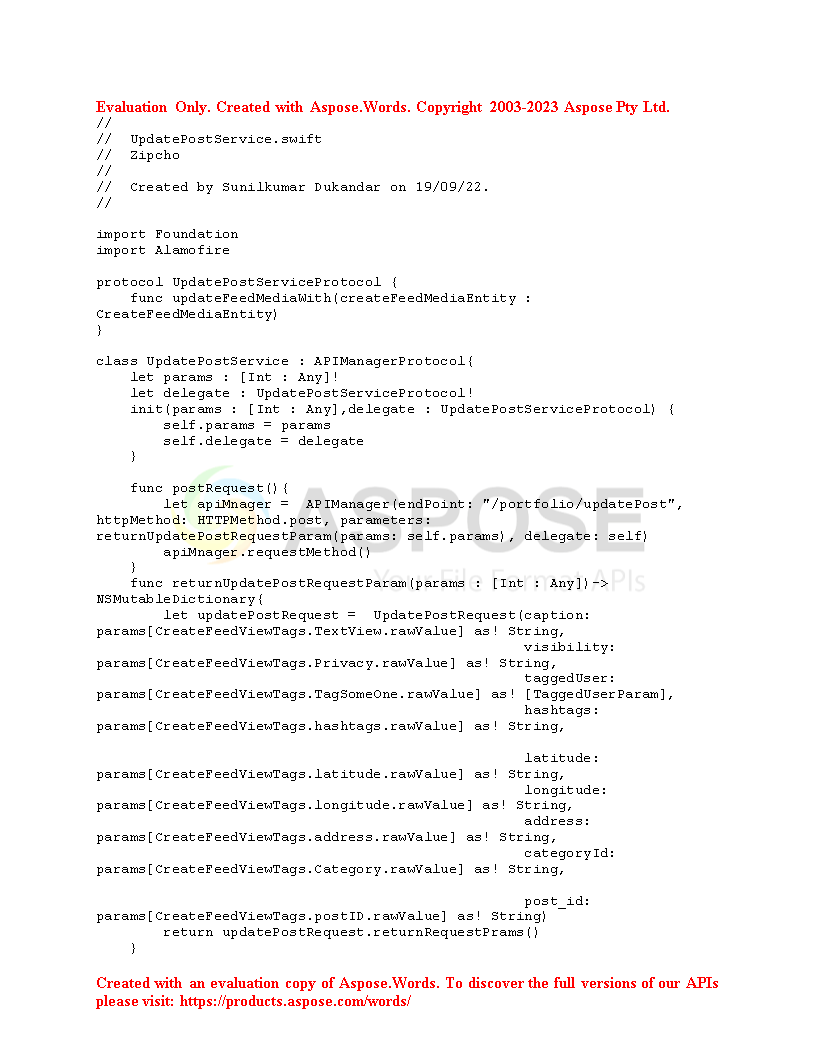 Evaluation Only. Created with Aspose.Words. Copyright 2003-2023 Aspose Pty Ltd.
//
//  UpdatePostService.swift
//  Zipcho
//
//  Created by Sunilkumar Dukandar on 19/09/22.
//
import Foundation
import Alamofire
protocol UpdatePostServiceProtocol {
    func updateFeedMediaWith(createFeedMediaEntity :
CreateFeedMediaEntity)
}
class UpdatePostService : APIManagerProtocol{
    let params : [Int : Any]!
    let delegate : UpdatePostServiceProtocol!
    init(params : [Int : Any],delegate : UpdatePostServiceProtocol) {
        self.params = params
        self.delegate = delegate
    }
    func postRequest(){
        let apiMnager =  APIManager(endPoint: "/portfolio/updatePost",
httpMethod: HTTPMethod.post, parameters:
returnUpdatePostRequestParam(params: self.params), delegate: self)
        apiMnager.requestMethod()
    }
    func returnUpdatePostRequestParam(params : [Int : Any])->
NSMutableDictionary{
        let updatePostRequest =  UpdatePostRequest(caption:
params[CreateFeedViewTags.TextView.rawValue] as! String,
                                                   visibility:
params[CreateFeedViewTags.Privacy.rawValue] as! String,
                                                   taggedUser:
params[CreateFeedViewTags.TagSomeOne.rawValue] as! [TaggedUserParam],
                                                   hashtags:
params[CreateFeedViewTags.hashtags.rawValue] as! String,
                                                   latitude:
params[CreateFeedViewTags.latitude.rawValue] as! String,
                                                   longitude:
params[CreateFeedViewTags.longitude.rawValue] as! String,
                                                   address:
params[CreateFeedViewTags.address.rawValue] as! String,
                                                   categoryId:
params[CreateFeedViewTags.Category.rawValue] as! String,
                                                   post_id:
params[CreateFeedViewTags.postID.rawValue] as! String)
        return updatePostRequest.returnRequestPrams()
    }
ASPOSE
Your File Format APIs
Created with an evaluation copy of Aspose.Words. To discover the full versions of our APIs
please visit: https://products.aspose.com/words/